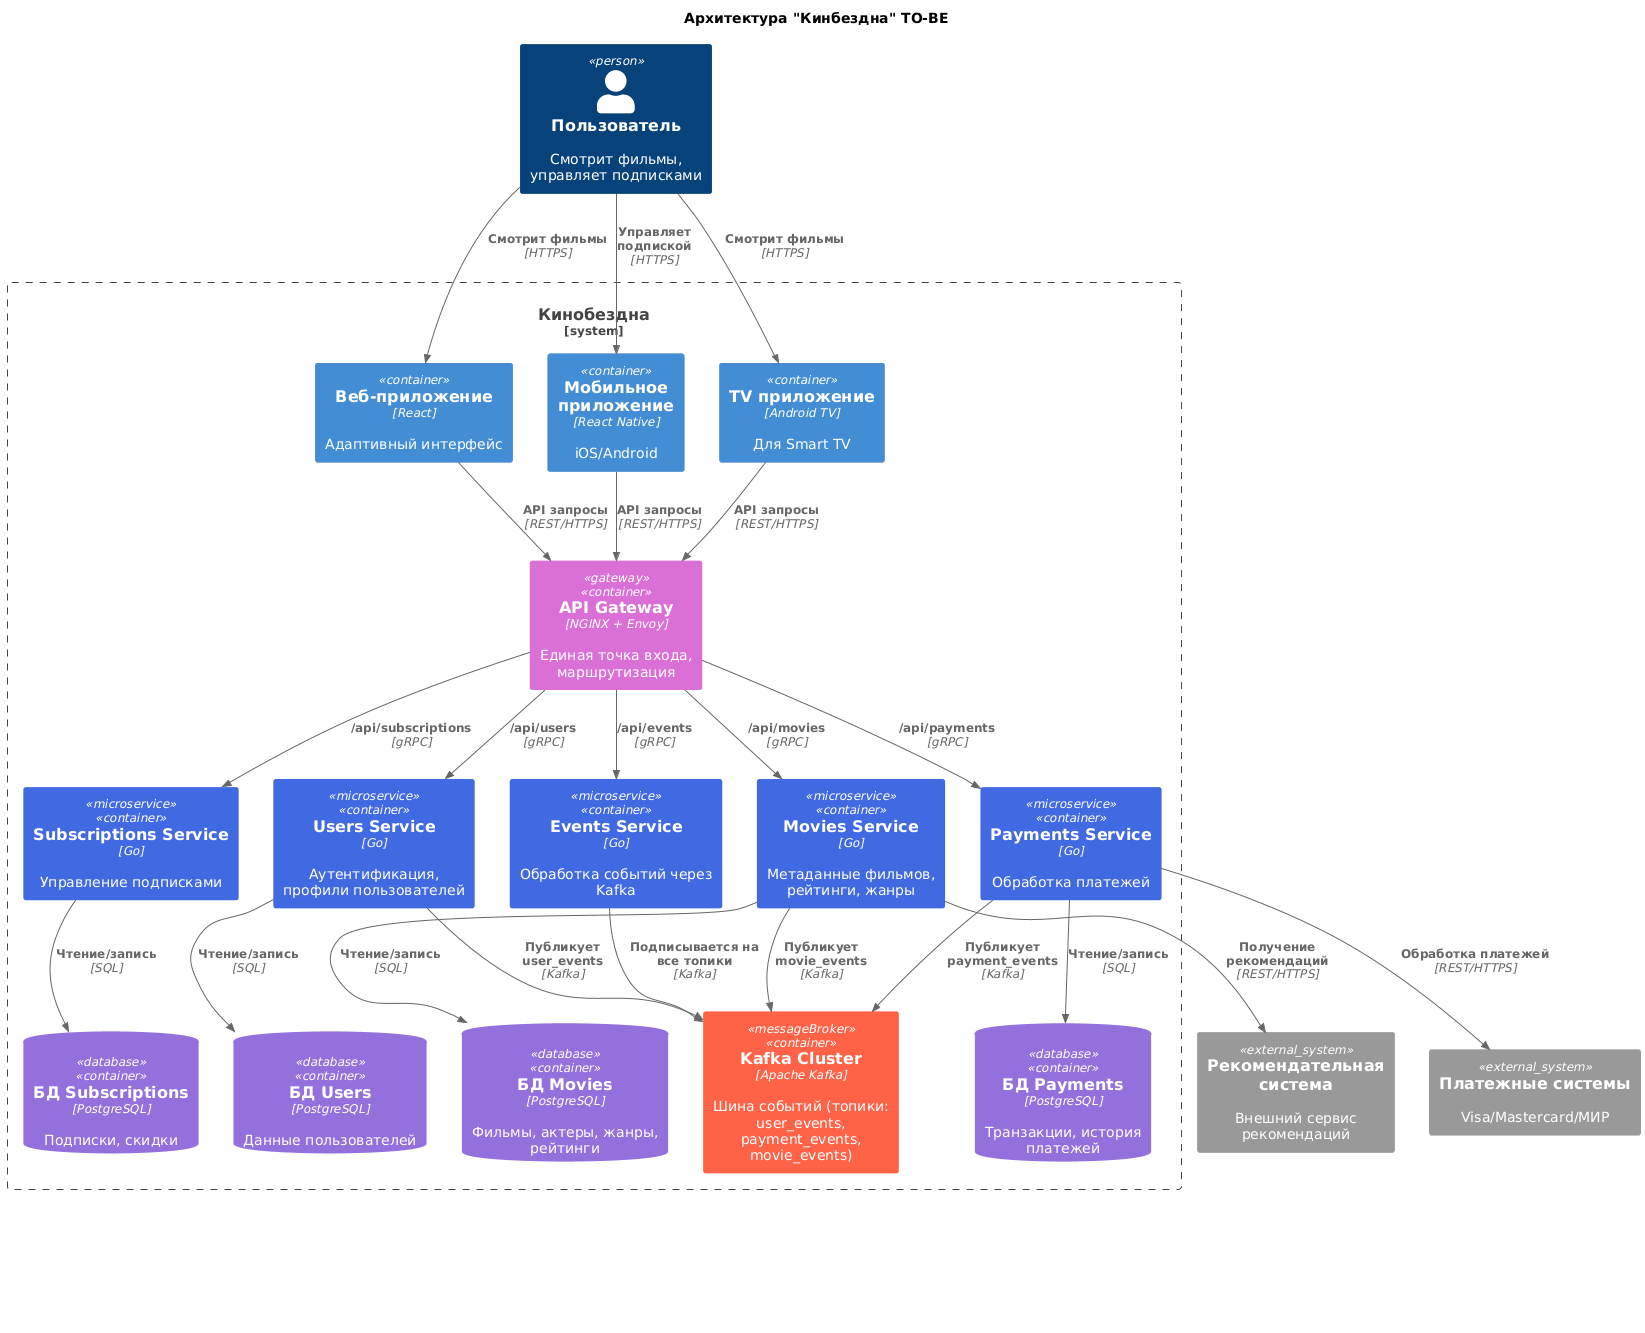 Архитектура "Кинбездна" TO-BE
«person»
Пользователь
Смотрит фильмы,
управляет подписками
Смотрит фильмы
[HTTPS]
Управляет
подпиской
[HTTPS]
Смотрит фильмы
[HTTPS]
Кинобездна
[system]
«container»
Веб-приложение
[React]
Адаптивный интерфейс
«container»
Мобильное
приложение
[React Native]
iOS/Android
«container»
TV приложение
[Android TV]
Для Smart TV
API запросы
[REST/HTTPS]
API запросы
[REST/HTTPS]
API запросы
[REST/HTTPS]
«gateway»
«container»
API Gateway
[NGINX + Envoy]
Единая точка входа,
маршрутизация
/api/subscriptions
[gRPC]
/api/users
[gRPC]
/api/events
[gRPC]
/api/movies
[gRPC]
/api/payments
[gRPC]
«microservice»
«container»
Subscriptions Service
[Go]
Управление подписками
«microservice»
«container»
Users Service
[Go]
Аутентификация,
профили пользователей
«microservice»
«container»
Events Service
[Go]
Обработка событий через
Kafka
«microservice»
«container»
Movies Service
[Go]
Метаданные фильмов,
рейтинги, жанры
«microservice»
«container»
Payments Service
[Go]
Обработка платежей
Чтение/запись
[SQL]
Чтение/запись
[SQL]
Чтение/запись
[SQL]
Публикует
user_events
[Kafka]
Подписывается на
все топики
[Kafka]
Публикует
movie_events
[Kafka]
Публикует
payment_events
[Kafka]
Чтение/запись
[SQL]
Получение
рекомендаций
[REST/HTTPS]
Обработка платежей
[REST/HTTPS]
«database»
«container»
БД Subscriptions
[PostgreSQL]
Подписки, скидки
«database»
«container»
БД Users
[PostgreSQL]
Данные пользователей
«database»
«container»
БД Movies
[PostgreSQL]
Фильмы, актеры, жанры,
рейтинги
«messageBroker»
«container»
Kafka Cluster
[Apache Kafka]
Шина событий (топики:
user_events,
payment_events,
movie_events)
«database»
«container»
БД Payments
[PostgreSQL]
Транзакции, история
платежей
«external_system»
Рекомендательная
система
Внешний сервис
рекомендаций
«external_system»
Платежные системы
Visa/Mastercard/МИР